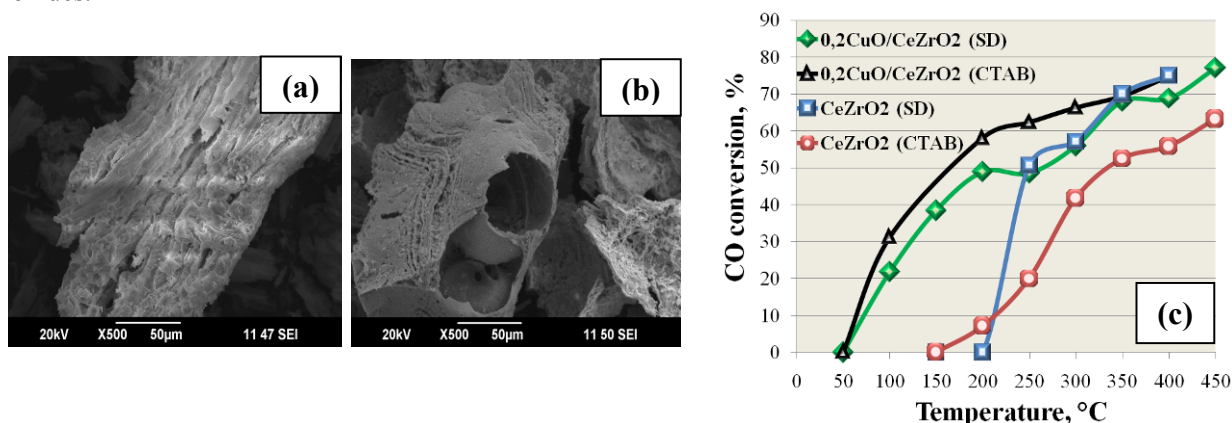 (a)
20kV X500 50µm 11 47 SEI
(b)
20kV X500 50µm 11 50 SEI
CO conversion, %
90
80
70
60
50
40
30
20
10
0
0,2CuO/CeZrO2 (SD)
0,2CuO/CeZrO2 (CTAB)
CeZrO2 (SD)
CeZrO2 (CTAB)
(c)
0 50 100 150 200 250 300 350 400 450
Temperature, °C